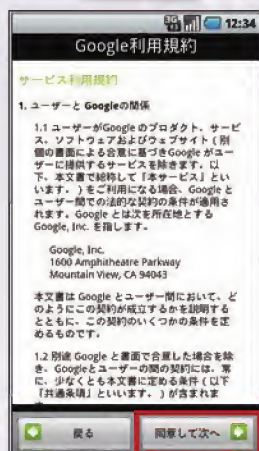 3G 12:34
Google利用規約
サービス利用規約
1. ユーザーと Googleの関係
1.1 ユーザーがGoogle のプロダクト、サービ
ス、ソフトウェアおよびウェブサイト（別
個の書面による合意に基づきGoogle がユー
ザーに提供するサービスを除きます。以
下、本文書で総称して「本サービス」とい
います。）をご利用になる場合、Google と
ユーザー間での法的な契約の条件が適用さ
れます。Google とは次を所在地とする
Google, Inc. を指します。
Google, Inc.
1600 Amphitheatre Parkway
Mountain View, CA 94043
本文書は Google とユーザー間において、ど
のようにこの契約が成立するかを説明する
とともに、この契約のいくつかの条件を定
めるものです。
1.2 別途 Google と書面で合意した場合を除
き、Googleとユーザーの間の契約には、常
に、少なくとも本文書に定める条件（以下
「共通条項」といいます。）が含まれま
戻る
同意して次へ